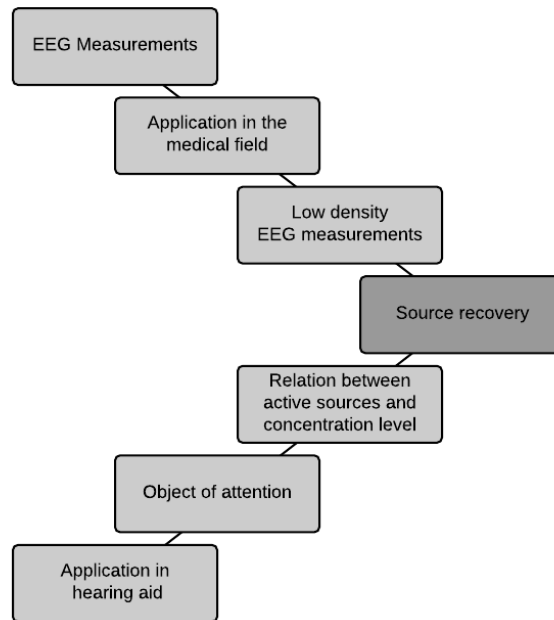 EEG Measurements
Application in the
medical field
Low density
EEG measurements
Source recovery
Relation between
active sources and
concentration level
Object of attention
Application in
hearing aid